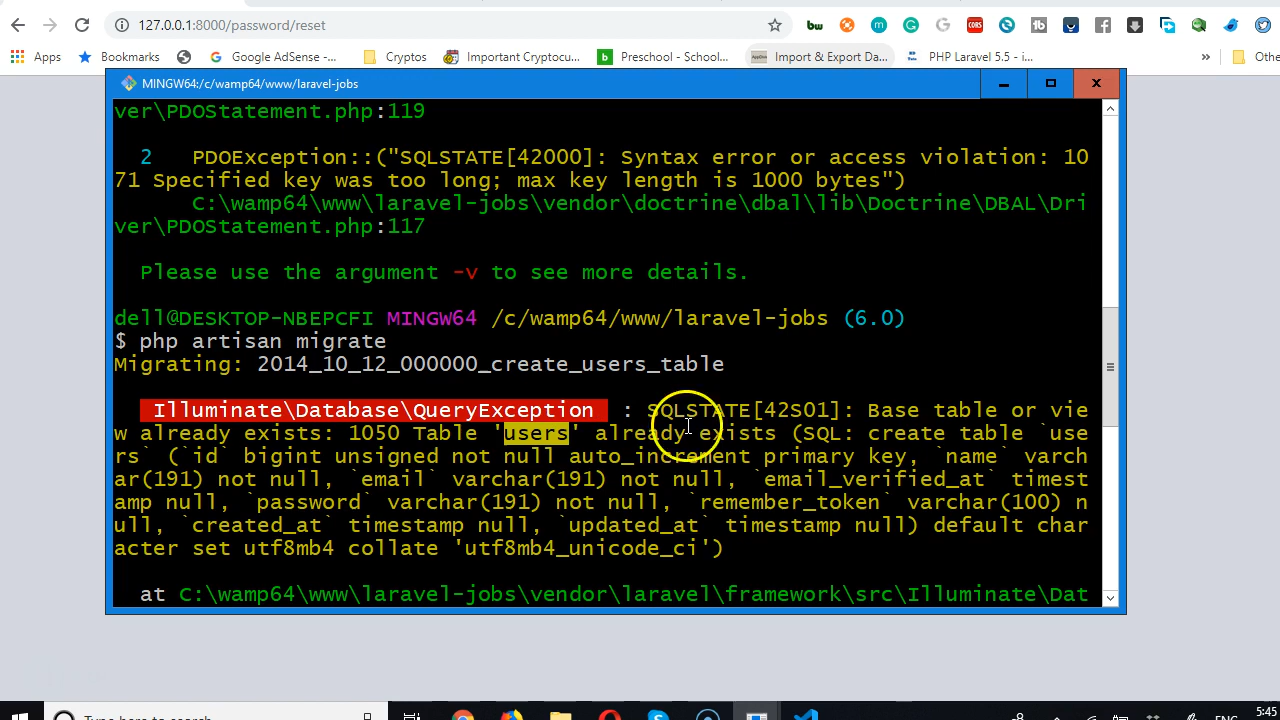 127.0.0.1:8000/password/reset
Apps Bookmarks Google AdSense -... Cryptos Important Cryptocu... Preschool - School... Import & Export Da... PHP Laravel 5.5 - i... » Othe
MINGW64:/c/wamp64/www/laravel-jobs
ver\PDOStatement.php:119
2 PDOException::("SQLSTATE[42000]: Syntax error or access violation: 10
71 Specified key was too long; max key length is 1000 bytes")
C:\wamp64\www\laravel-jobs\vendor\doctrine\dbal\lib\Doctrine\DBAL\Dri
ver\PDOStatement.php:117
Please use the argument -v to see more details.
dell@DESKTOP-NBEPCFI MINGW64 /c/wamp64/www/laravel-jobs (6.0)
$ php artisan migrate
Migrating: 2014_10_12_000000_create_users_table
Illuminate\Database\QueryException : SQLSTATE[42S01]: Base table or vie
w already exists: 1050 Table 'users' already exists (SQL: create table `use
rs` (`id` bigint unsigned not null auto_increment primary key, `name` varch
ar(191) not null, `email` varchar(191) not null, `email_verified_at` timest
amp null, `password` varchar(191) not null, `remember_token` varchar(100) n
ull, `created_at` timestamp null, `updated_at` timestamp null) default char
acter set utf8mb4 collate 'utf8mb4_unicode_ci')
at C:\wamp64\www\laravel-jobs\vendor\laravel\framework\src\Illuminate\Dat
5:45